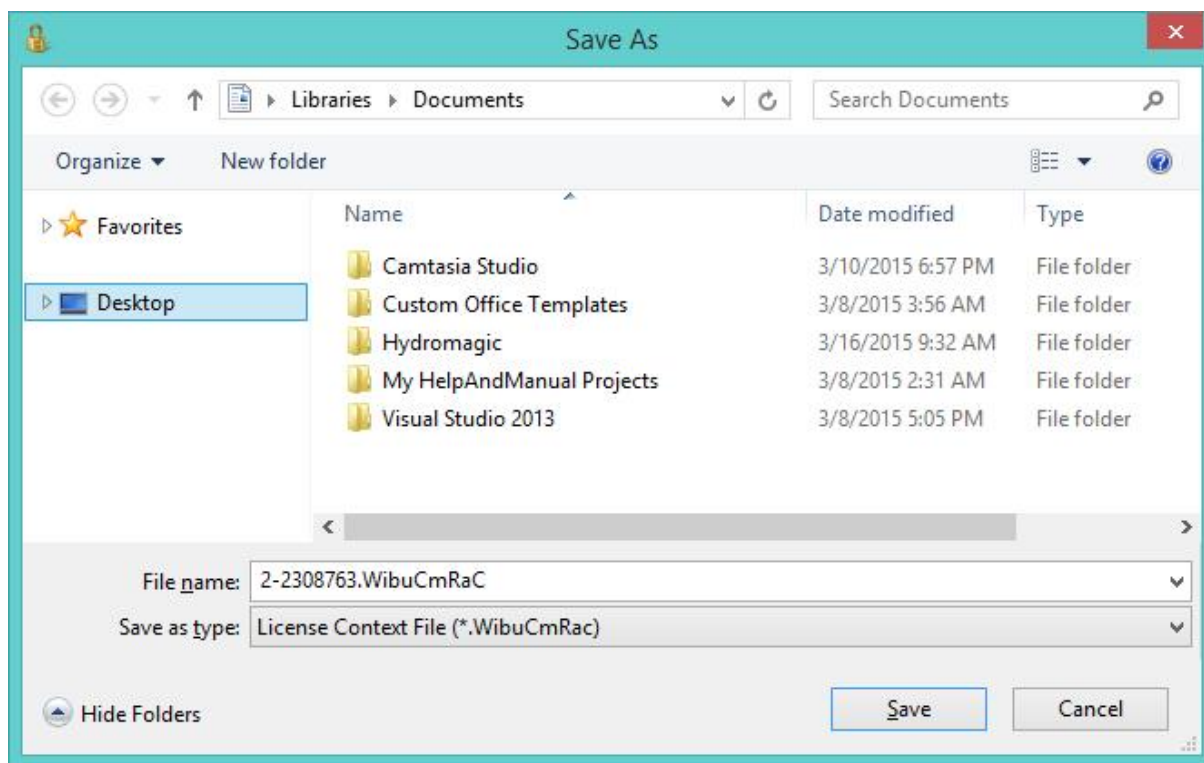 Save As
Libraries Documents
Search Documents
Organize
New folder
Favorites
Desktop
Name Date modified Type
Camtasia Studio 3/10/2015 6:57 PM File folder
Custom Office Templates 3/8/2015 3:56 AM File folder
Hydromagic 3/16/2015 9:32 AM File folder
My HelpAndManual Projects 3/8/2015 2:31 AM File folder
Visual Studio 2013 3/8/2015 5:05 PM File folder
File name: 2-2308763.WibuCmRaC
Save as type: License Context File (*.WibuCmRac)
Hide Folders
Save
Cancel